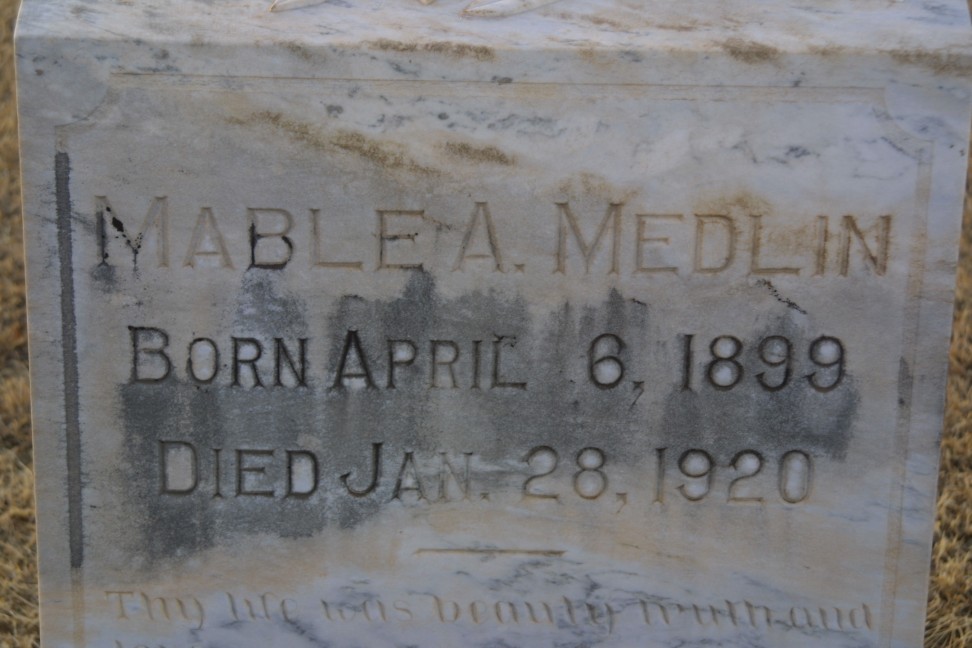 MABLE A. MEDLIN
BORN APRIL 6, 1899
DIED JAN. 28, 1920
Thy life was beauty truth and